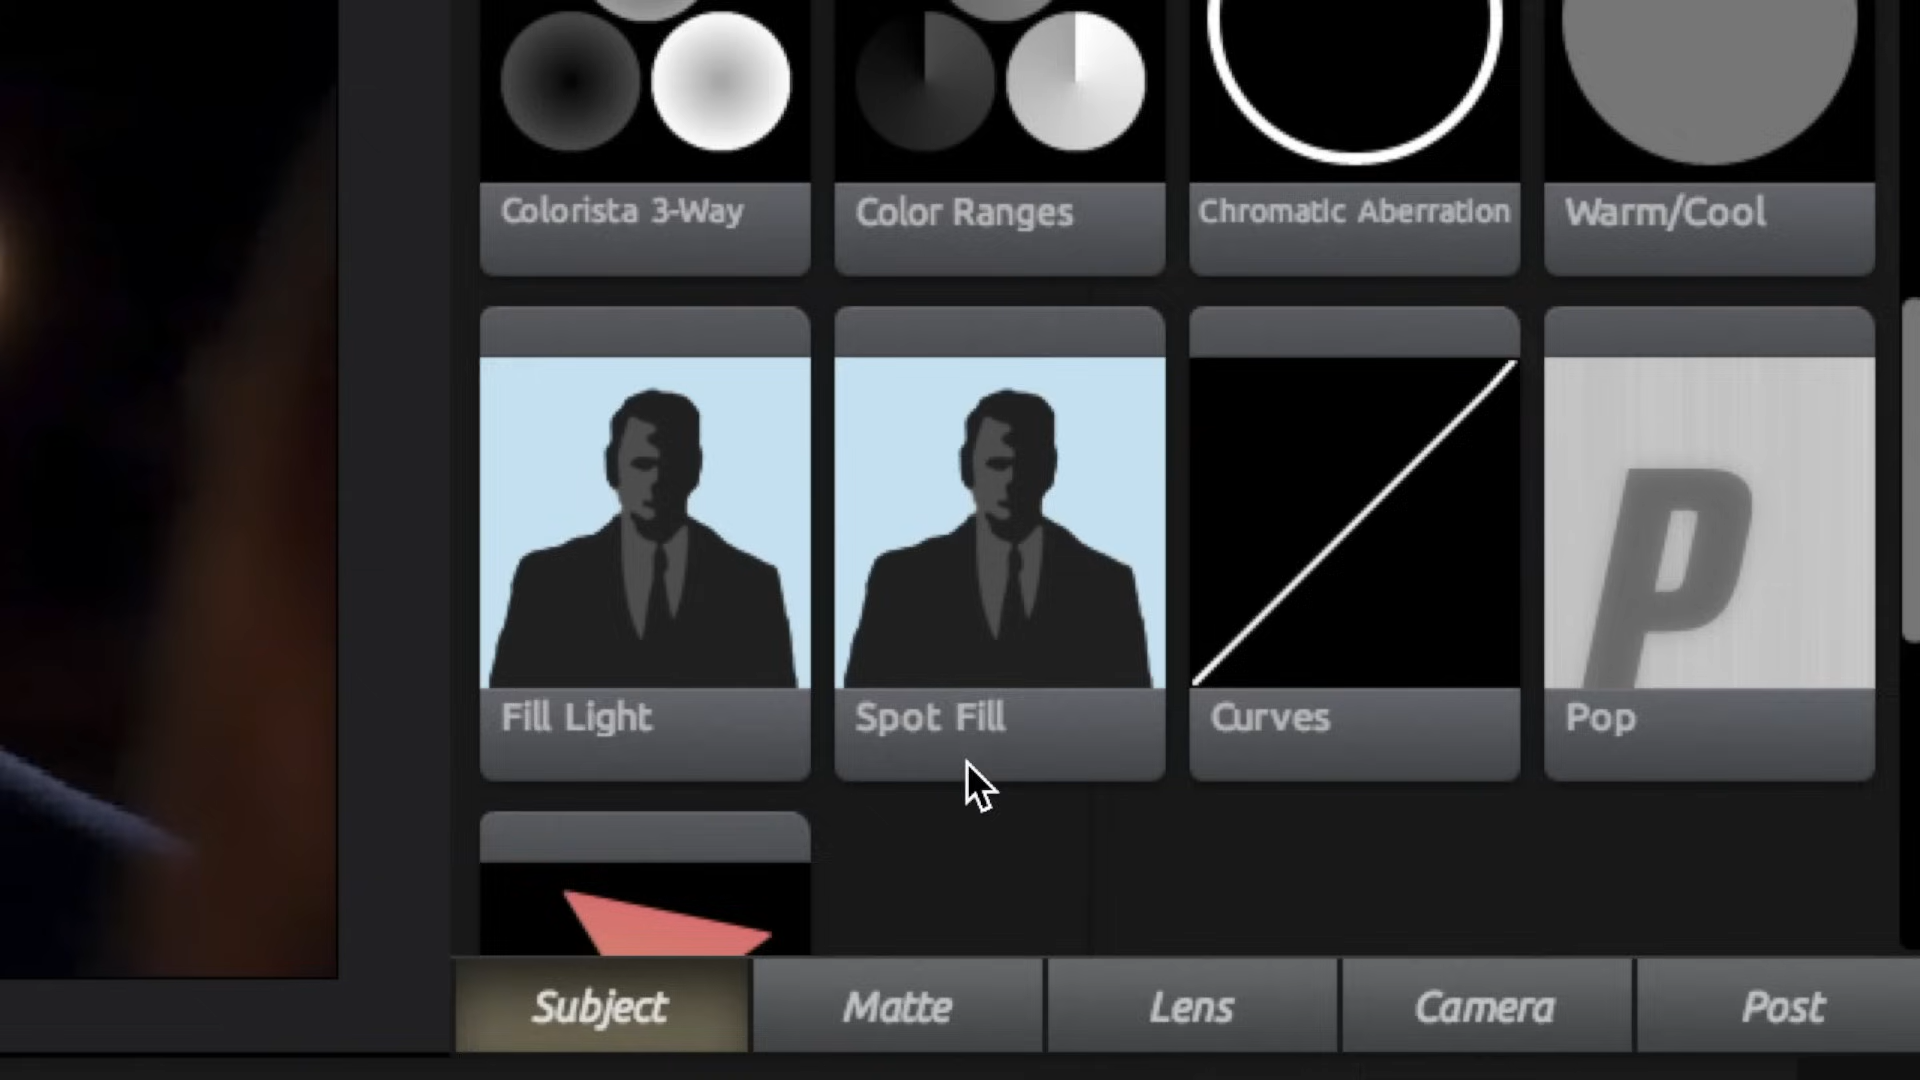 Colorista 3-Way
Color Ranges
Chromatic Aberration
Warm/Cool
P
Fill Light
Spot Fill
Curves
Pop
Subject
Matte
Lens
Camera
Post